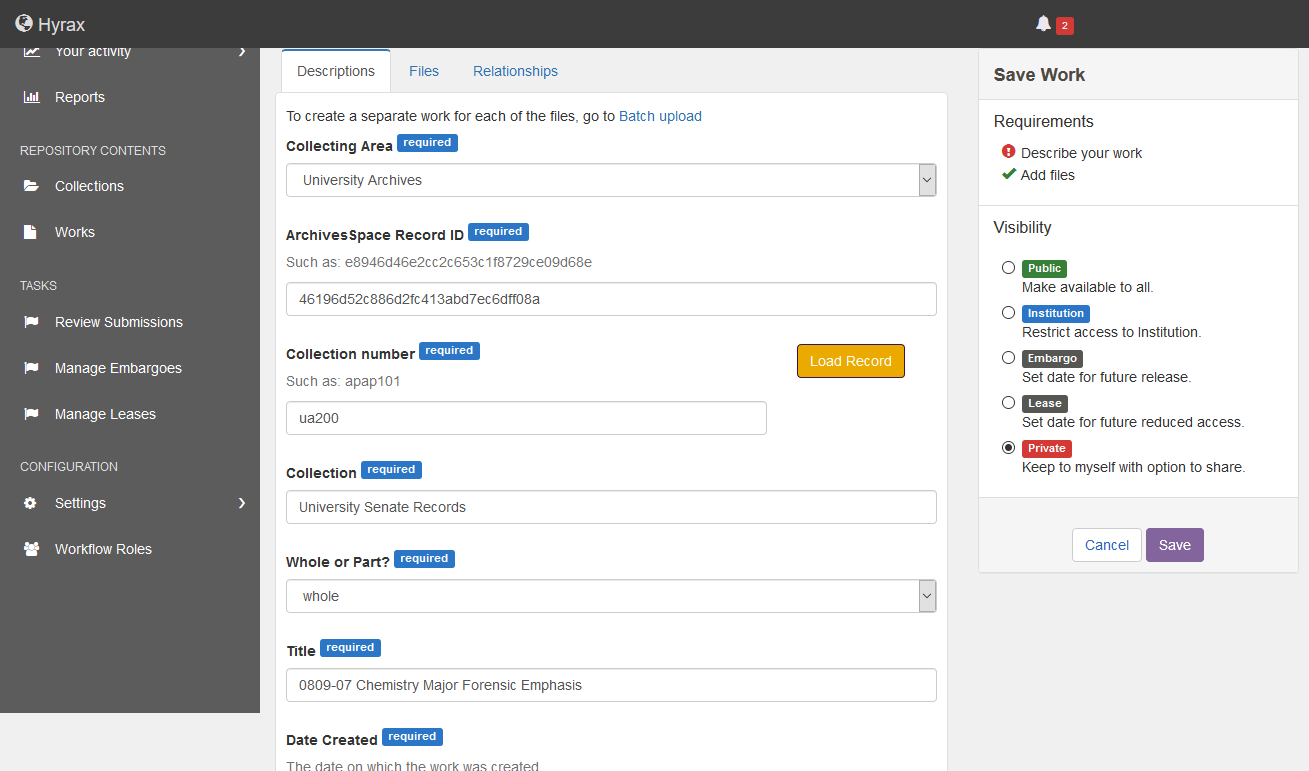 Hyrax
2
Your activity
Reports
REPOSITORY CONTENTS
Collections
Works
TASKS
Review Submissions
Manage Embargoes
Manage Leases
CONFIGURATION
Settings
Workflow Roles
Descriptions Files Relationships
To create a separate work for each of the files, go to Batch upload
Collecting Area required
University Archives
ArchivesSpace Record ID required
Such as: e8946d46e2cc2c653c1f8729ce09d68e
46196d52c886d2fc413abd7ec6dff08a
Collection number required
Load Record
Such as: apap101
ua200
Collection required
University Senate Records
Whole or Part? required
whole
Title required
0809-07 Chemistry Major Forensic Emphasis
Date Created required
The date on which the work was created
Save Work
Requirements
Describe your work
Add files
Visibility
Public
Make available to all.
Institution
Restrict access to Institution.
Embargo
Set date for future release.
Lease
Set date for future reduced access.
Private
Keep to myself with option to share.
Cancel Save